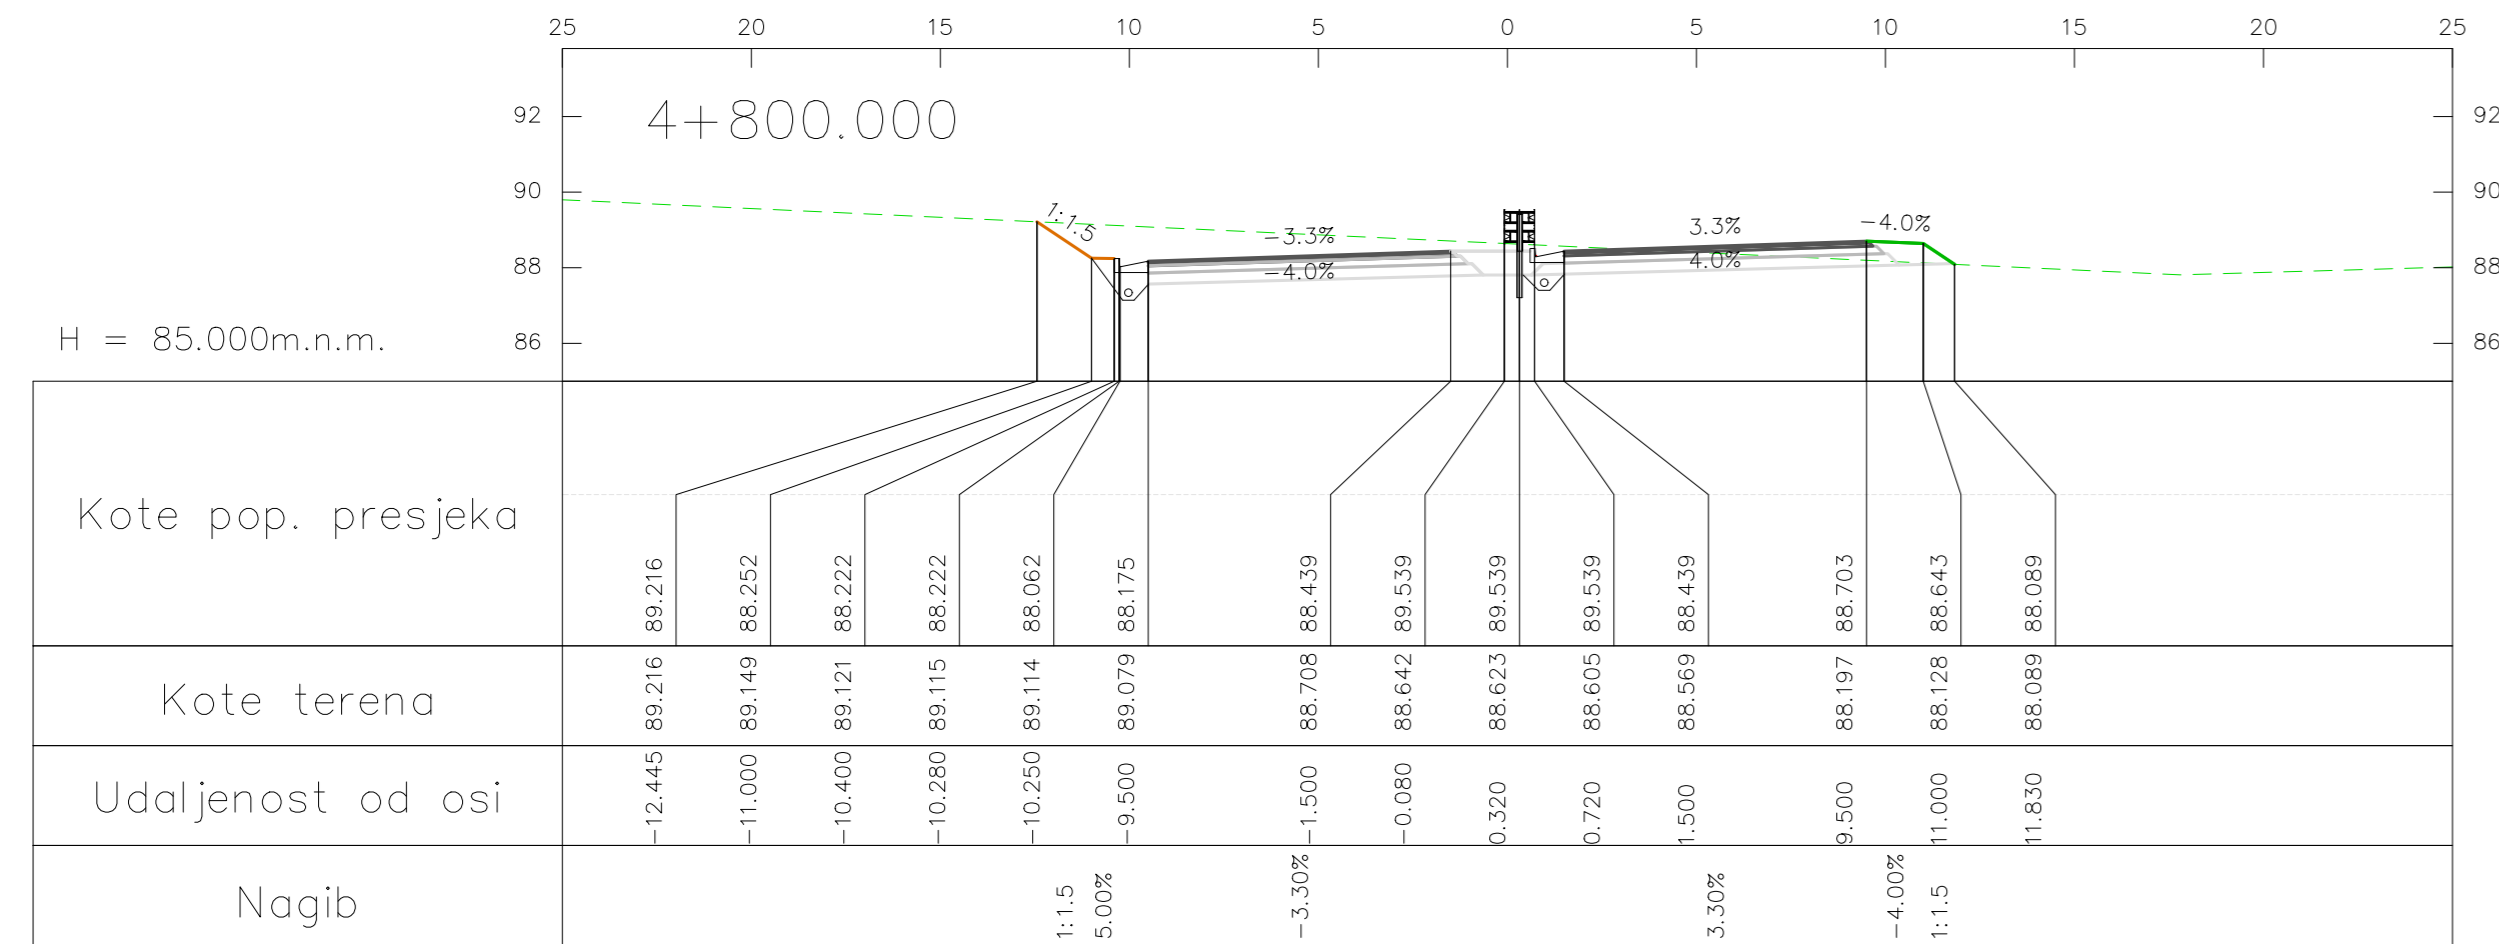 25 20 15 10 5 0 5 10 15 20 25
4+800.000
92 92
90 90
88 88
86 86
1:1.5
-3.3%
-4.0%
3.3%
4.0%
-4.0%
H = 85.000m.n.m.
Kote pop. presjeka
89.216 88.252 88.222 88.222 88.062 88.175 88.439 89.539 89.539 89.539 88.439 88.703 88.643 88.089
Kote terena
89.216 89.149 89.121 89.115 89.114 89.079 88.708 88.642 88.623 88.605 88.569 88.197 88.128 88.089
Udaljenost od osi
-12.445 -11.000 -10.400 -10.280 -10.250 -9.500 -1.500 -0.080 0.320 0.720 1.500 9.500 11.000 11.830
Nagib
1:1.5 5.00% -3.30% 3.30% -4.00% 1:1.5